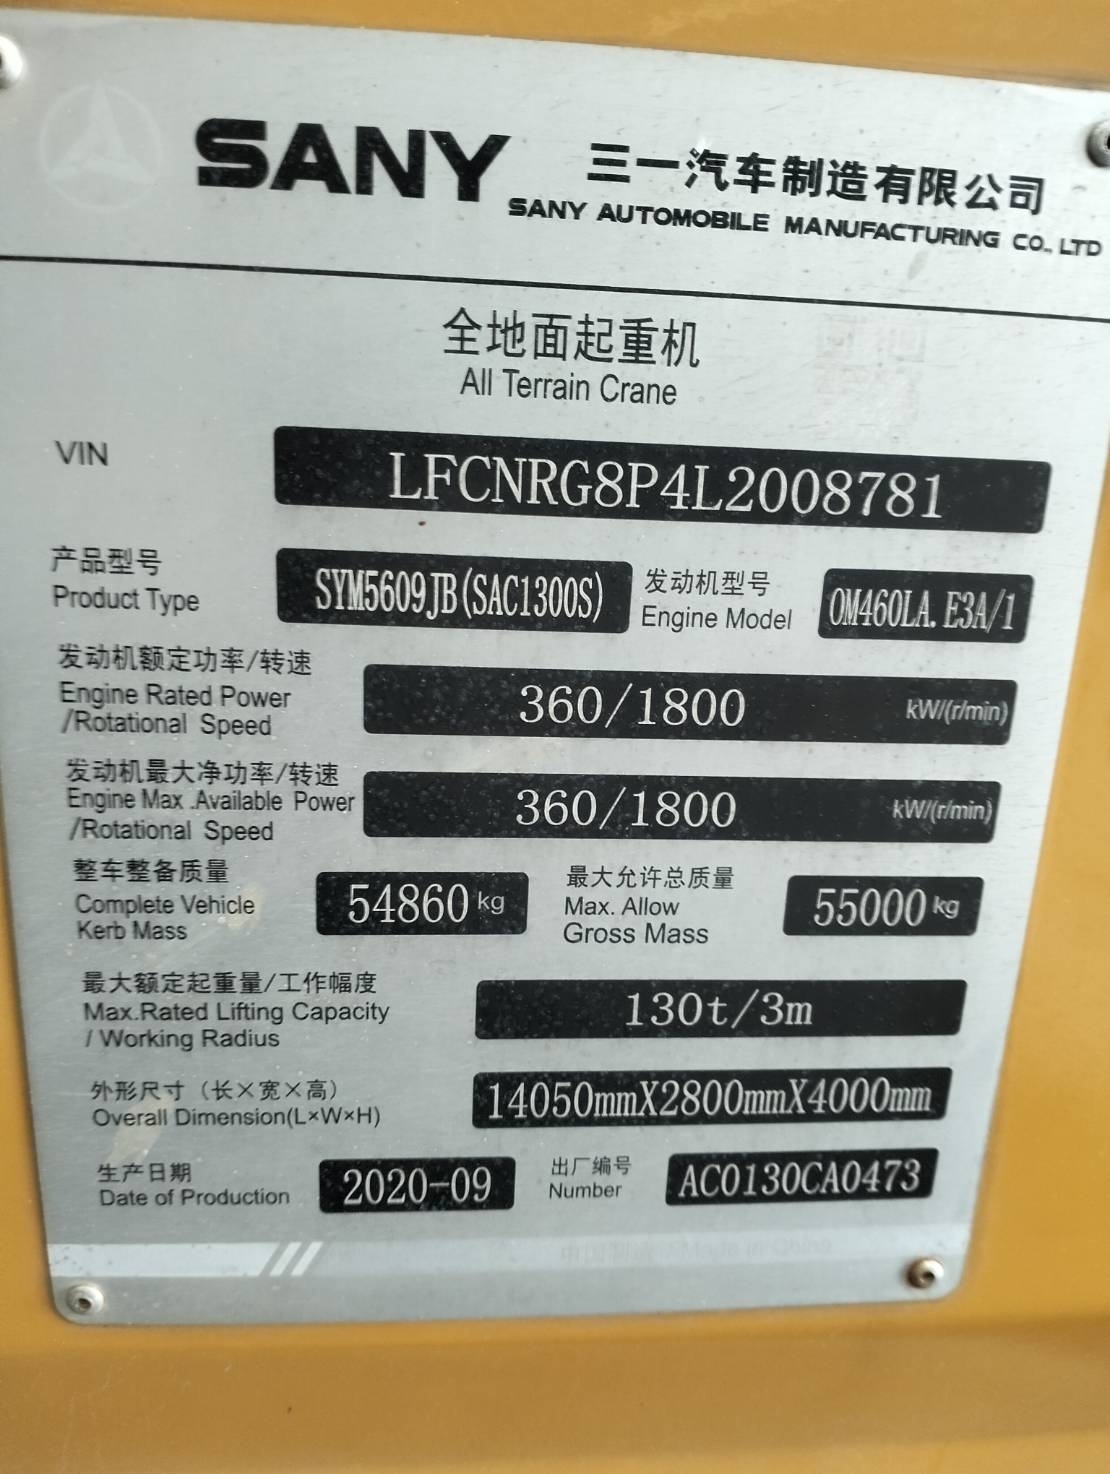 SANY 三一汽车制造有限公司
SANY AUTOMOBILE MANUFACTURING CO., LTD
全地面起重机
All Terrain Crane
VIN LFCNRG8P4L2008781
产品型号 发动机型号
Product Type SYM5609JB(SAC1300S) Engine Model OM460LA.E3A/1
发动机额定功率/转速
Engine Rated Power 360/1800 kW/(r/min)
/Rotational Speed
发动机最大净功率/转速
Engine Max .Available Power 360/1800 kW/(r/min)
/Rotational Speed
整车整备质量 最大允许总质量
Complete Vehicle 54860 kg Max. Allow 55000 kg
Kerb Mass Gross Mass
最大额定起重量/工作幅度
Max.Rated Lifting Capacity 130t/3m
/ Working Radius
外形尺寸（长×宽×高）
Overall Dimension(L×W×H) 14050mmX2800mmX4000mm
生产日期 出厂编号
Date of Production 2020-09 Number AC0130CA0473